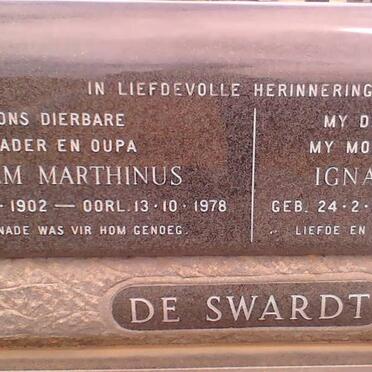 IN LIEFDEVOLLE HERINNERING
ONS DIERBARE
ADER EN OUPA
M MARTHINUS
1902 — OORL. 13·10·1978
NADE WAS VIR HOM GENOEG.
MY D
MY MO
IGNA
GEB. 24·2·
LIEFDE EN
DE SWARDT